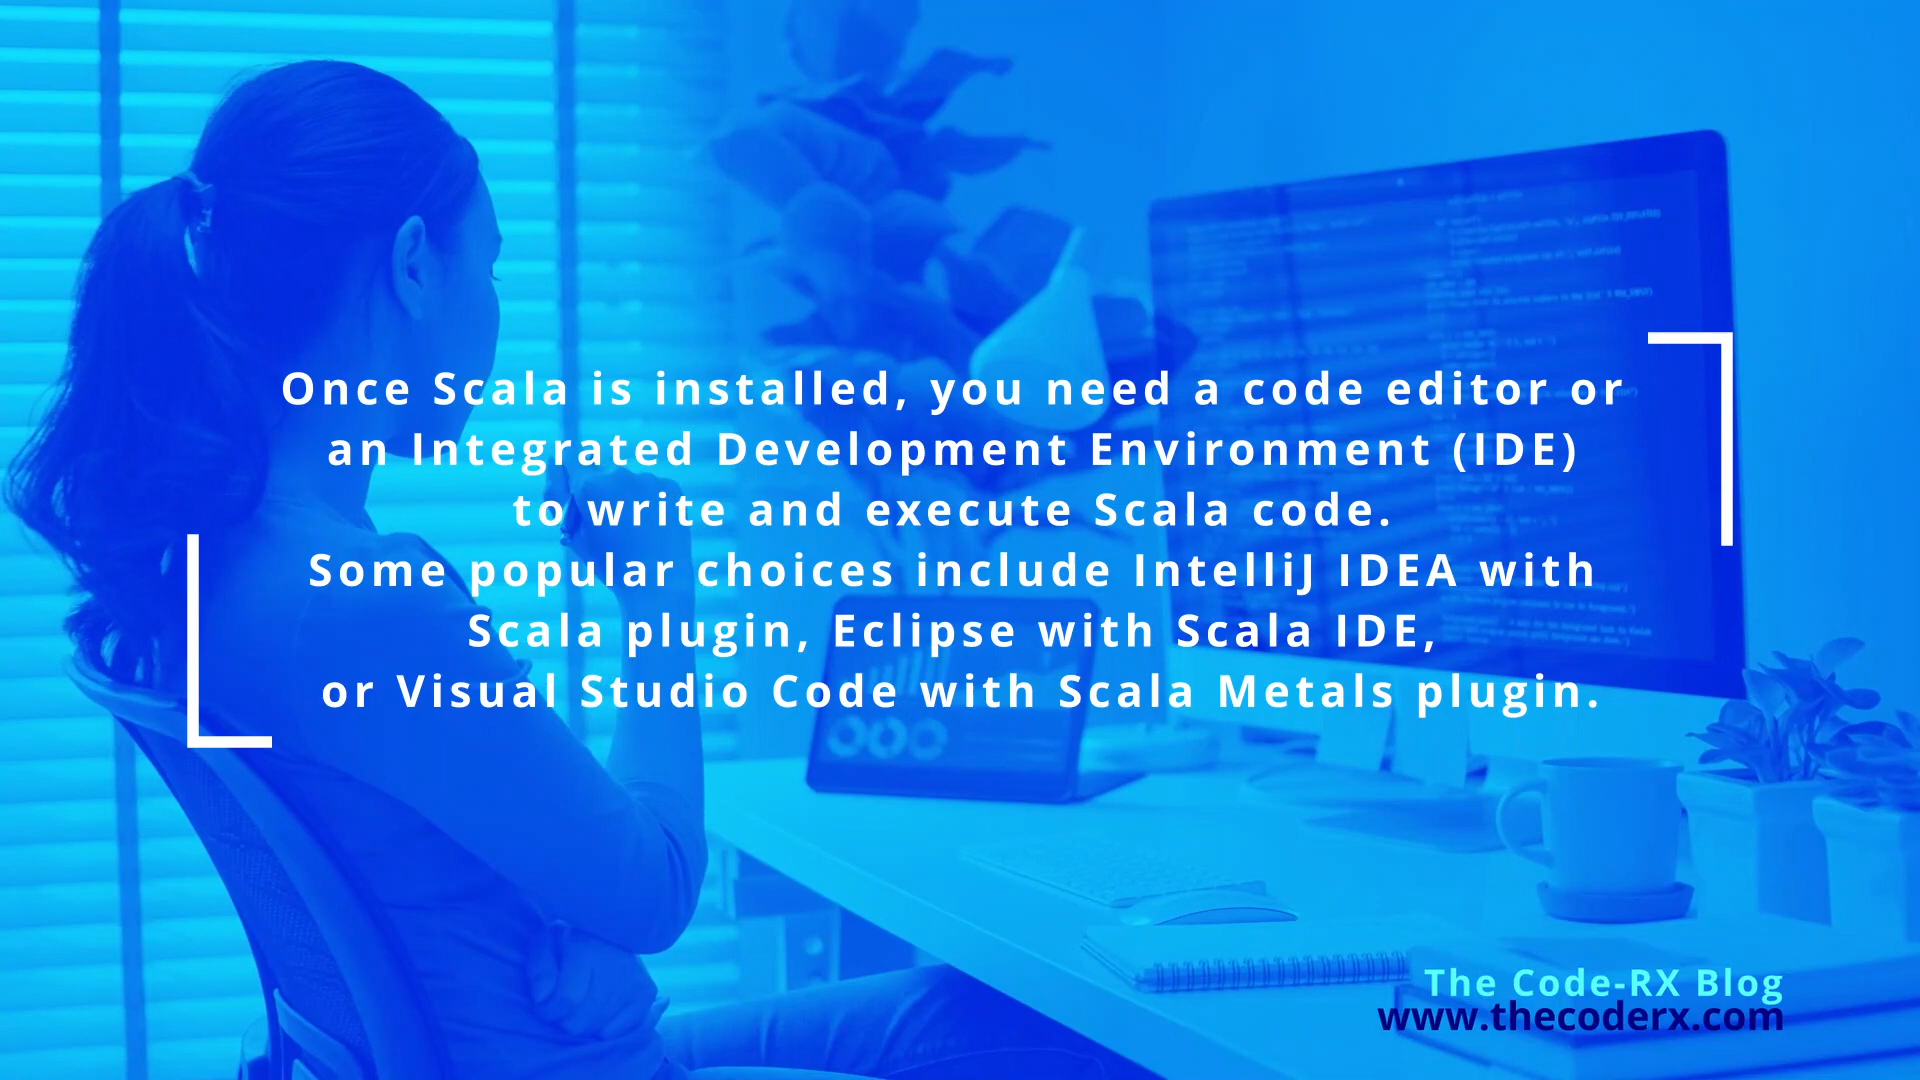 Once Scala is installed, you need a code editor or
an Integrated Development Environment (IDE)
to write and execute Scala code.
Some popular choices include IntelliJ IDEA with
Scala plugin, Eclipse with Scala IDE,
or Visual Studio Code with Scala Metals plugin.
The Code-RX Blog
www.thecoderx.com